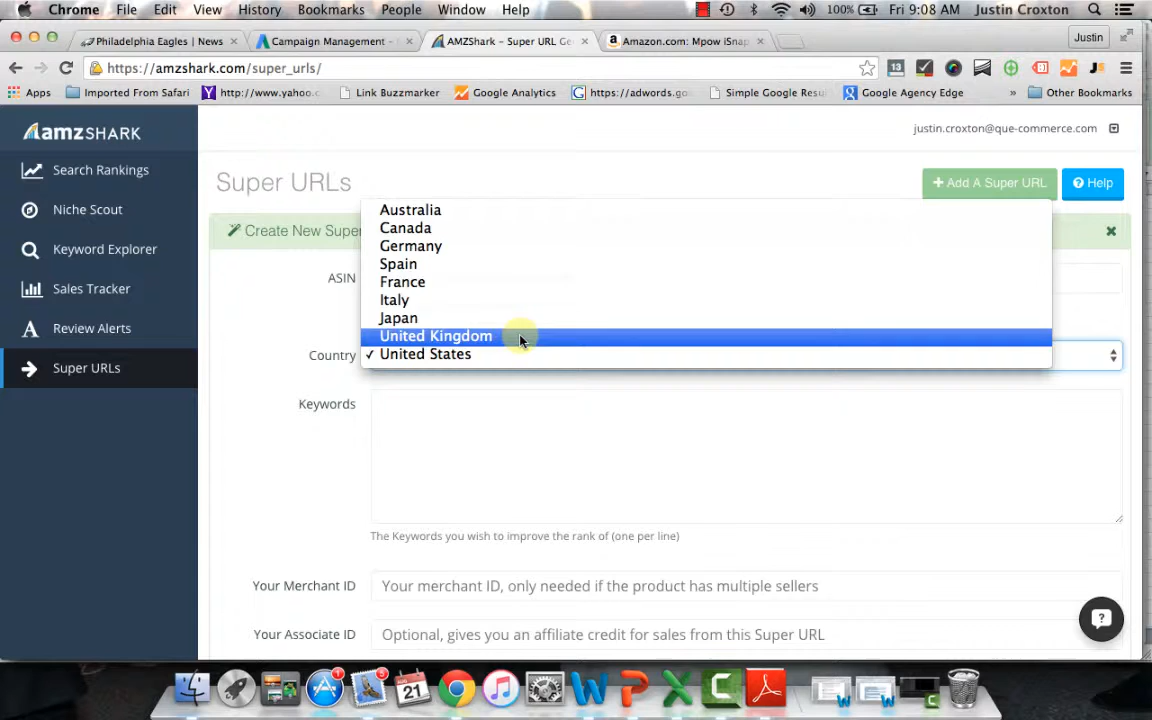 Chrome File Edit View History Bookmarks People Window Help 100% Fri 9:08 AM Justin Croxton
Philadelphia Eagles | News Campaign Management - AMZShark – Super URL Ge Amazon.com: Mpow iSnap Justin
https://amzshark.com/super_urls/ 13
Apps Imported From Safari http://www.yahoo.c Link Buzzmarker Google Analytics https://adwords.go Simple Google Resu Google Agency Edge » Other Bookmarks
amzSHARK
justin.croxton@que-commerce.com
Search Rankings
Niche Scout
Keyword Explorer
Sales Tracker
Review Alerts
Super URLs
Super URLs
+ Add A Super URL
Help
Create New Super
ASIN
Australia
Canada
Germany
Spain
France
Italy
Japan
United Kingdom
✓ United States
Country
Keywords
The Keywords you wish to improve the rank of (one per line)
Your Merchant ID Your merchant ID, only needed if the product has multiple sellers
Your Associate ID Optional, gives you an affiliate credit for sales from this Super URL
1
5
AUG
21